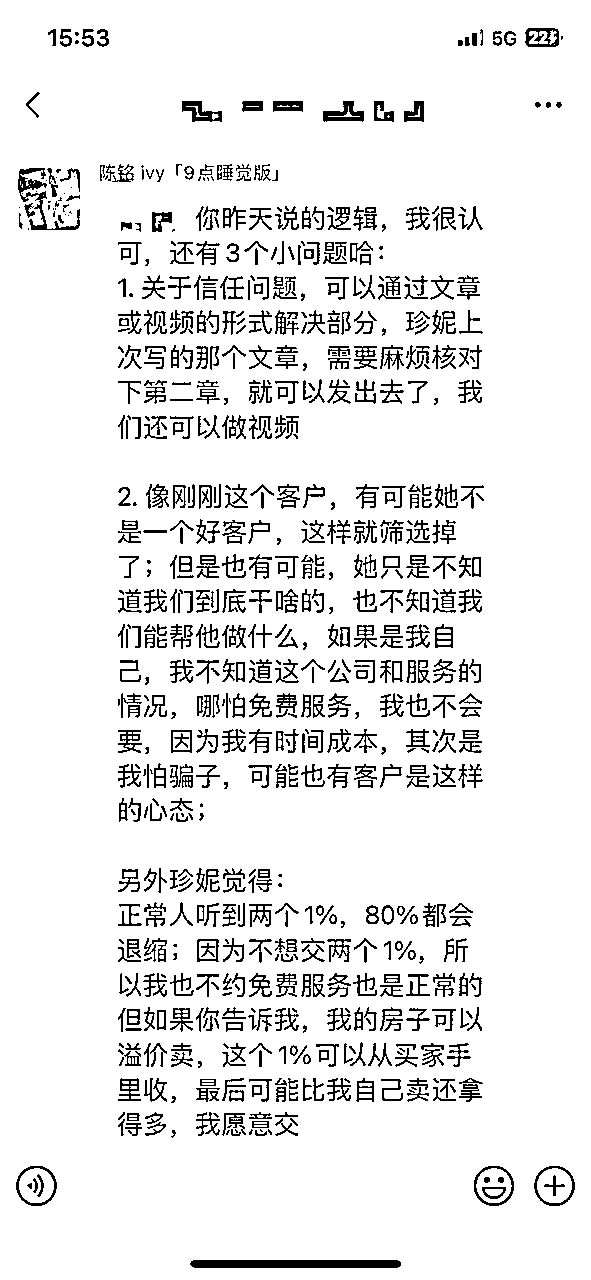 15:53
5G 22
陈铭 ivy「9点睡觉版」
你昨天说的逻辑，我很认
可，还有3个小问题哈：
1. 关于信任问题，可以通过文章
或视频的形式解决部分，珍妮上
次写的那个文章，需要麻烦核对
下第二章，就可以发出去了，我
们还可以做视频
2. 像刚刚这个客户，有可能她不
是一个好客户，这样就筛选掉
了；但是也有可能，她只是不知
道我们到底干啥的，也不知道我
们能帮他做什么，如果是我自
己，我不知道这个公司和服务的
情况，哪怕免费服务，我也不会
要，因为我有时间成本，其次是
我怕骗子，可能也有客户是这样
的心态；
另外珍妮觉得：
正常人听到两个1%，80%都会
退缩；因为不想交两个1%，所
以我也不约免费服务也是正常的
但如果你告诉我，我的房子可以
溢价卖，这个1%可以从买家手
里收，最后可能比我自己卖还拿
得多，我愿意交